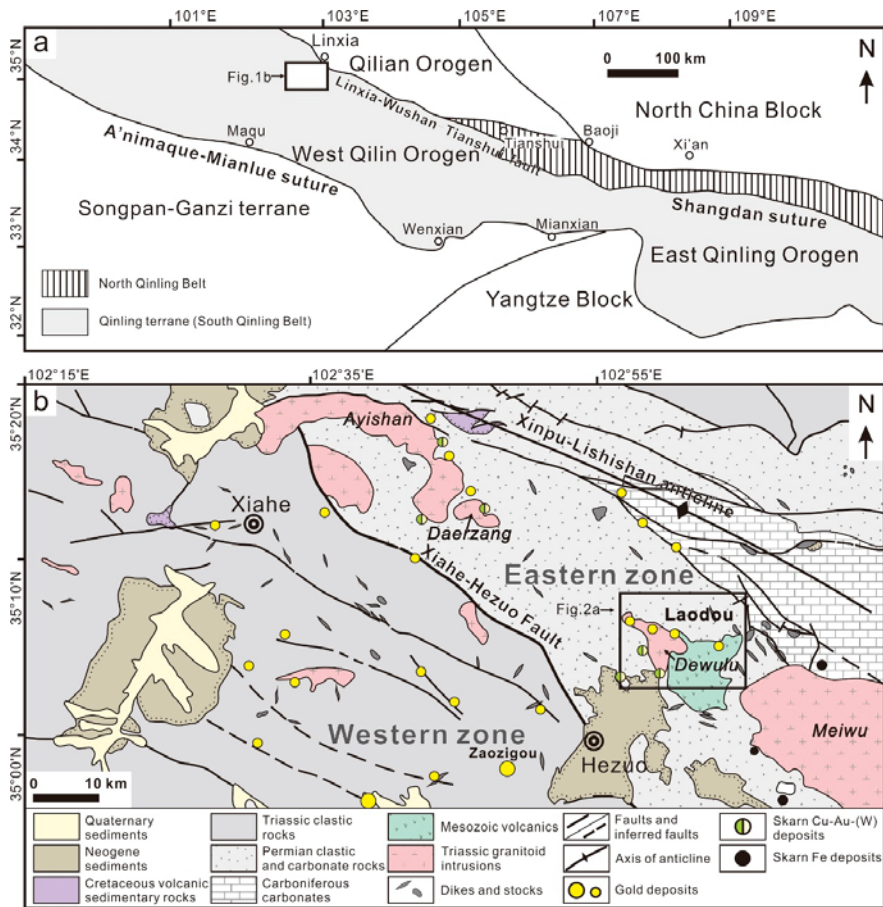 101°E 103°E 105°E 107°E 109°E
a
Linxia
Qilian Orogen
N
100 km
35°N
Fig.1b
North China Block
Linxia-Wushan Tianshui fault
34°N
Maqu
Tianshui
Baoji
Xi'an
A'nimaque-Mianlue suture
West Qilin Orogen
Songpan-Ganzi terrane
Shangdan suture
33°N
Wenxian
Mianxian
East Qinling Orogen
North Qinling Belt
Yangtze Block
Qinling terrane (South Qinling Belt)
32°N
102°15'E 102°35'E 102°55'E
b
35°20'N
Ayishan
N
Xinpu-Lishishan anticline
Xiahe
Daerzang
35°10'N
Xiahe-Hezuo Fault
Eastern zone
Fig.2a
Laodou
Dewulu
Western zone
Meiwu
Zaozigou
Hezuo
35°00'N
10 km
Quaternary sediments
Triassic clastic rocks
Mesozoic volcanics
Faults and inferred faults
Skarn Cu-Au-(W) deposits
Neogene sediments
Permian clastic and carbonate rocks
Triassic granitoid intrusions
Axis of anticline
Skarn Fe deposits
Cretaceous volcanic sedimentary rocks
Carboniferous carbonates
Dikes and stocks
Gold deposits